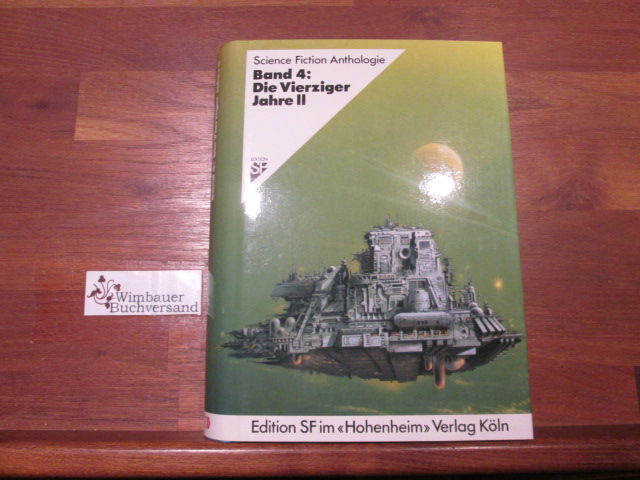 Science Fiction Anthologie
Band 4:
Die Vierziger
Jahre II
EDITION
SF
Wimbauer
Buchversand
Edition SF im «Hohenheim» Verlag Köln